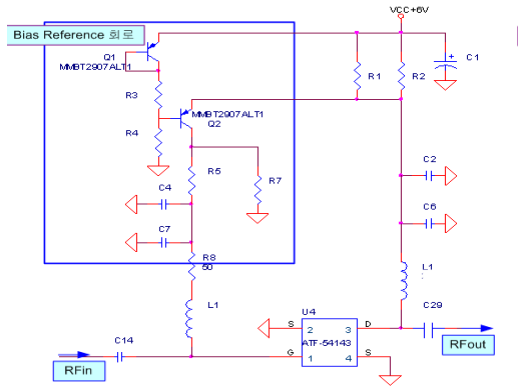 VCC+6V
Bias Reference 회로
Q1
MMBT2907ALT1
C1
+
R1
R2
R3
MMBT2907ALT1
Q2
R4
R5
R7
C2
C4
C6
C7
R8
50
L1
L1
:
U4
C29
S 2 3 D
ATF-54143
G 1 4 S
C14
RFin
RFout